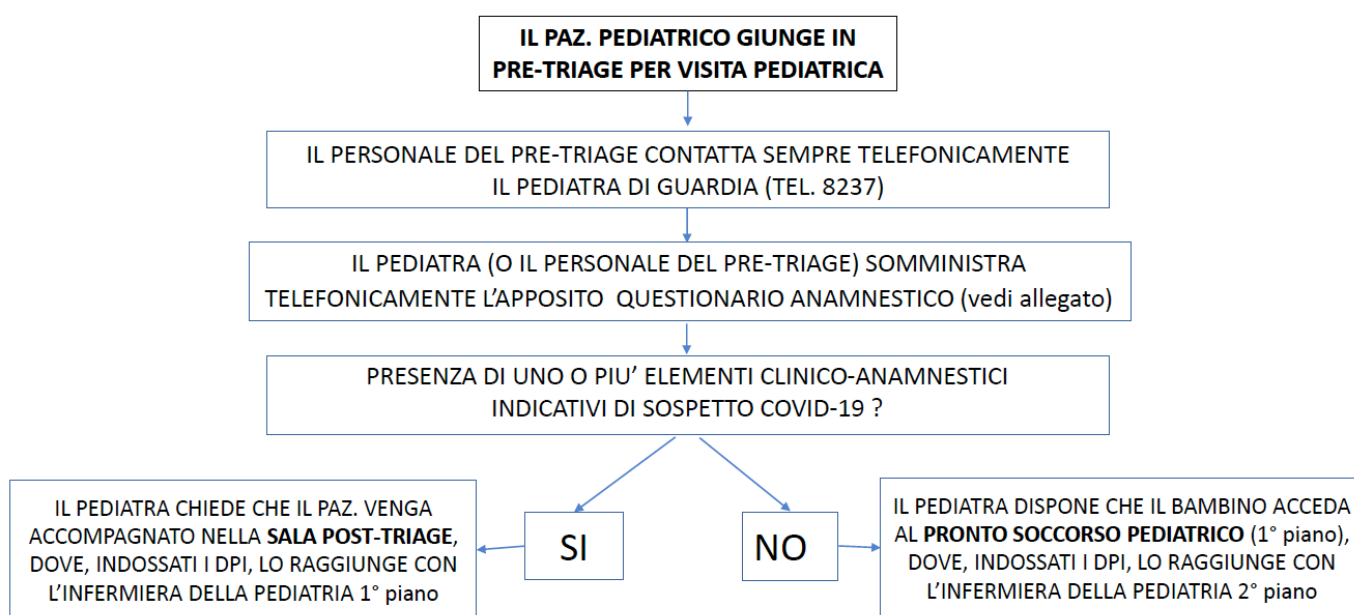 IL PAZ. PEDIATRICO GIUNGE IN
PRE-TRIAGE PER VISITA PEDIATRICA
IL PERSONALE DEL PRE-TRIAGE CONTATTA SEMPRE TELEFONICAMENTE
IL PEDIATRA DI GUARDIA (TEL. 8237)
IL PEDIATRA (O IL PERSONALE DEL PRE-TRIAGE) SOMMINISTRA
TELEFONICAMENTE L'APPOSITO QUESTIONARIO ANAMNESTICO (vedi allegato)
PRESENZA DI UNO O PIU' ELEMENTI CLINICO-ANAMNESTICI
INDICATIVI DI SOSPETTO COVID-19 ?
IL PEDIATRA CHIEDE CHE IL PAZ. VENGA
ACCOMPAGNATO NELLA SALA POST-TRIAGE,
DOVE, INDOSSATI I DPI, LO RAGGIUNGE CON
L'INFERMIERA DELLA PEDIATRIA 1° piano
SI
NO
IL PEDIATRA DISPONE CHE IL BAMBINO ACCEDA
AL PRONTO SOCCORSO PEDIATRICO (1° piano),
DOVE, INDOSSATI I DPI, LO RAGGIUNGE CON
L'INFERMIERA DELLA PEDIATRIA 2° piano